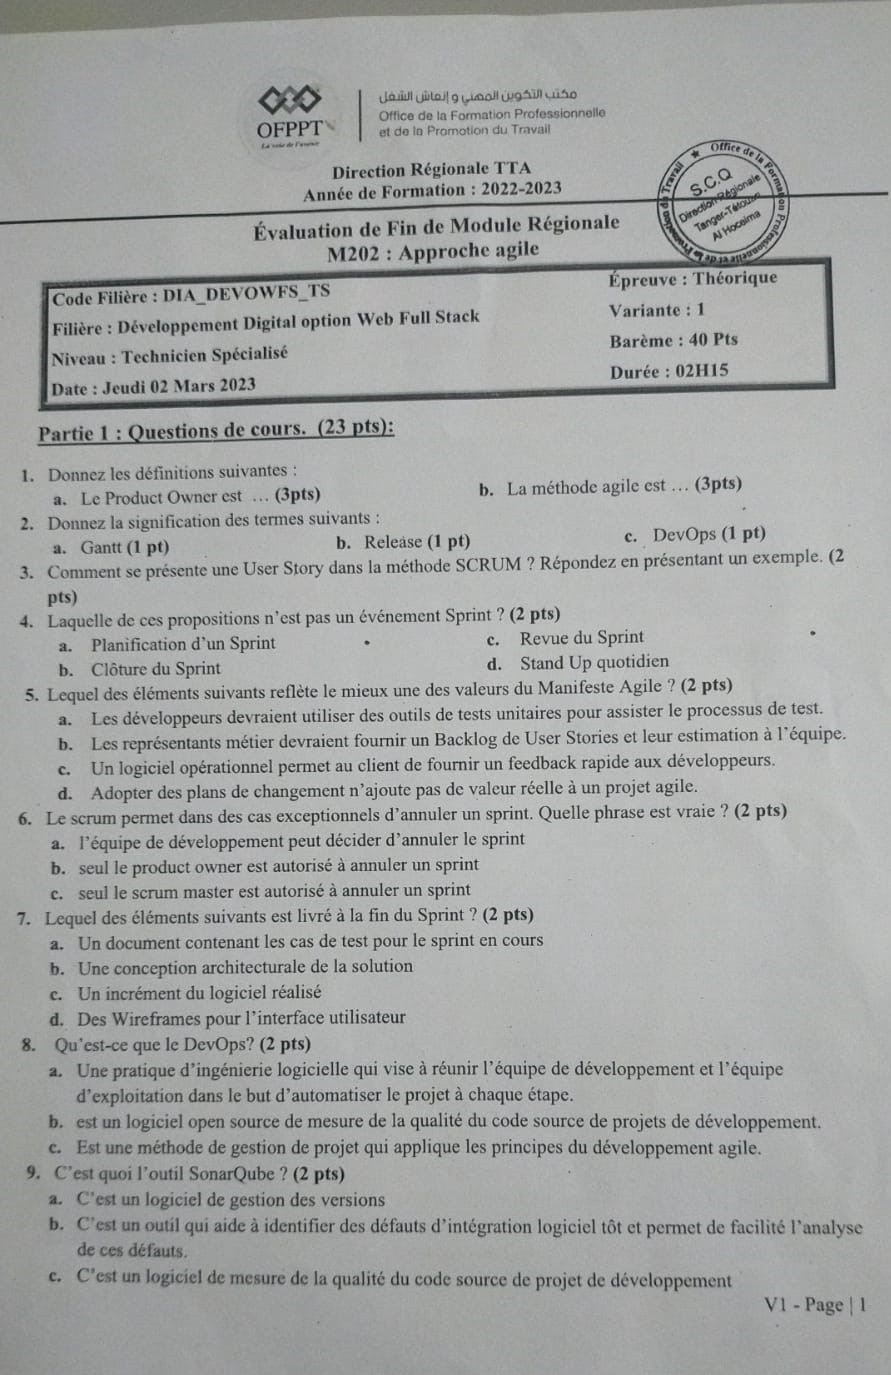 مكتب التكوين المهني وإنعاش الشغل
Office de la Formation Professionnelle
et de la Promotion du Travail
OFPPT
La voie de l'avenir
Direction Régionale TTA
Année de Formation : 2022-2023
Office de la Formation Professionnelle et de la Promotion du Travail
S.C.Q
Direction Régionale
Tanger-Tétouan
Al Hoceima
Évaluation de Fin de Module Régionale
M202 : Approche agile
Code Filière : DIA_DEVOWFS_TS
Épreuve : Théorique
Filière : Développement Digital option Web Full Stack
Variante : 1
Niveau : Technicien Spécialisé
Barème : 40 Pts
Date : Jeudi 02 Mars 2023
Durée : 02H15
Partie 1 : Questions de cours. (23 pts):
1. Donnez les définitions suivantes :
a. Le Product Owner est … (3pts) b. La méthode agile est … (3pts)
2. Donnez la signification des termes suivants :
a. Gantt (1 pt) b. Release (1 pt) c. DevOps (1 pt)
3. Comment se présente une User Story dans la méthode SCRUM ? Répondez en présentant un exemple. (2
pts)
4. Laquelle de ces propositions n'est pas un événement Sprint ? (2 pts)
a. Planification d'un Sprint c. Revue du Sprint
b. Clôture du Sprint d. Stand Up quotidien
5. Lequel des éléments suivants reflète le mieux une des valeurs du Manifeste Agile ? (2 pts)
a. Les développeurs devraient utiliser des outils de tests unitaires pour assister le processus de test.
b. Les représentants métier devraient fournir un Backlog de User Stories et leur estimation à l'équipe.
c. Un logiciel opérationnel permet au client de fournir un feedback rapide aux développeurs.
d. Adopter des plans de changement n'ajoute pas de valeur réelle à un projet agile.
6. Le scrum permet dans des cas exceptionnels d'annuler un sprint. Quelle phrase est vraie ? (2 pts)
a. l'équipe de développement peut décider d'annuler le sprint
b. seul le product owner est autorisé à annuler un sprint
c. seul le scrum master est autorisé à annuler un sprint
7. Lequel des éléments suivants est livré à la fin du Sprint ? (2 pts)
a. Un document contenant les cas de test pour le sprint en cours
b. Une conception architecturale de la solution
c. Un incrément du logiciel réalisé
d. Des Wireframes pour l'interface utilisateur
8. Qu'est-ce que le DevOps? (2 pts)
a. Une pratique d'ingénierie logicielle qui vise à réunir l'équipe de développement et l'équipe
d'exploitation dans le but d'automatiser le projet à chaque étape.
b. est un logiciel open source de mesure de la qualité du code source de projets de développement.
c. Est une méthode de gestion de projet qui applique les principes du développement agile.
9. C'est quoi l'outil SonarQube ? (2 pts)
a. C'est un logiciel de gestion des versions
b. C'est un outil qui aide à identifier des défauts d'intégration logiciel tôt et permet de facilité l'analyse
de ces défauts.
c. C'est un logiciel de mesure de la qualité du code source de projet de développement
V1 - Page | 1